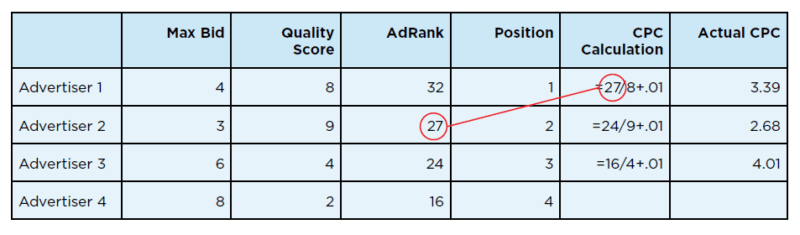 Max Bid Quality Score AdRank Position CPC Calculation Actual CPC
Advertiser 1 4 8 32 1 =27/8+.01 3.39
Advertiser 2 3 9 27 2 =24/9+.01 2.68
Advertiser 3 6 4 24 3 =16/4+.01 4.01
Advertiser 4 8 2 16 4